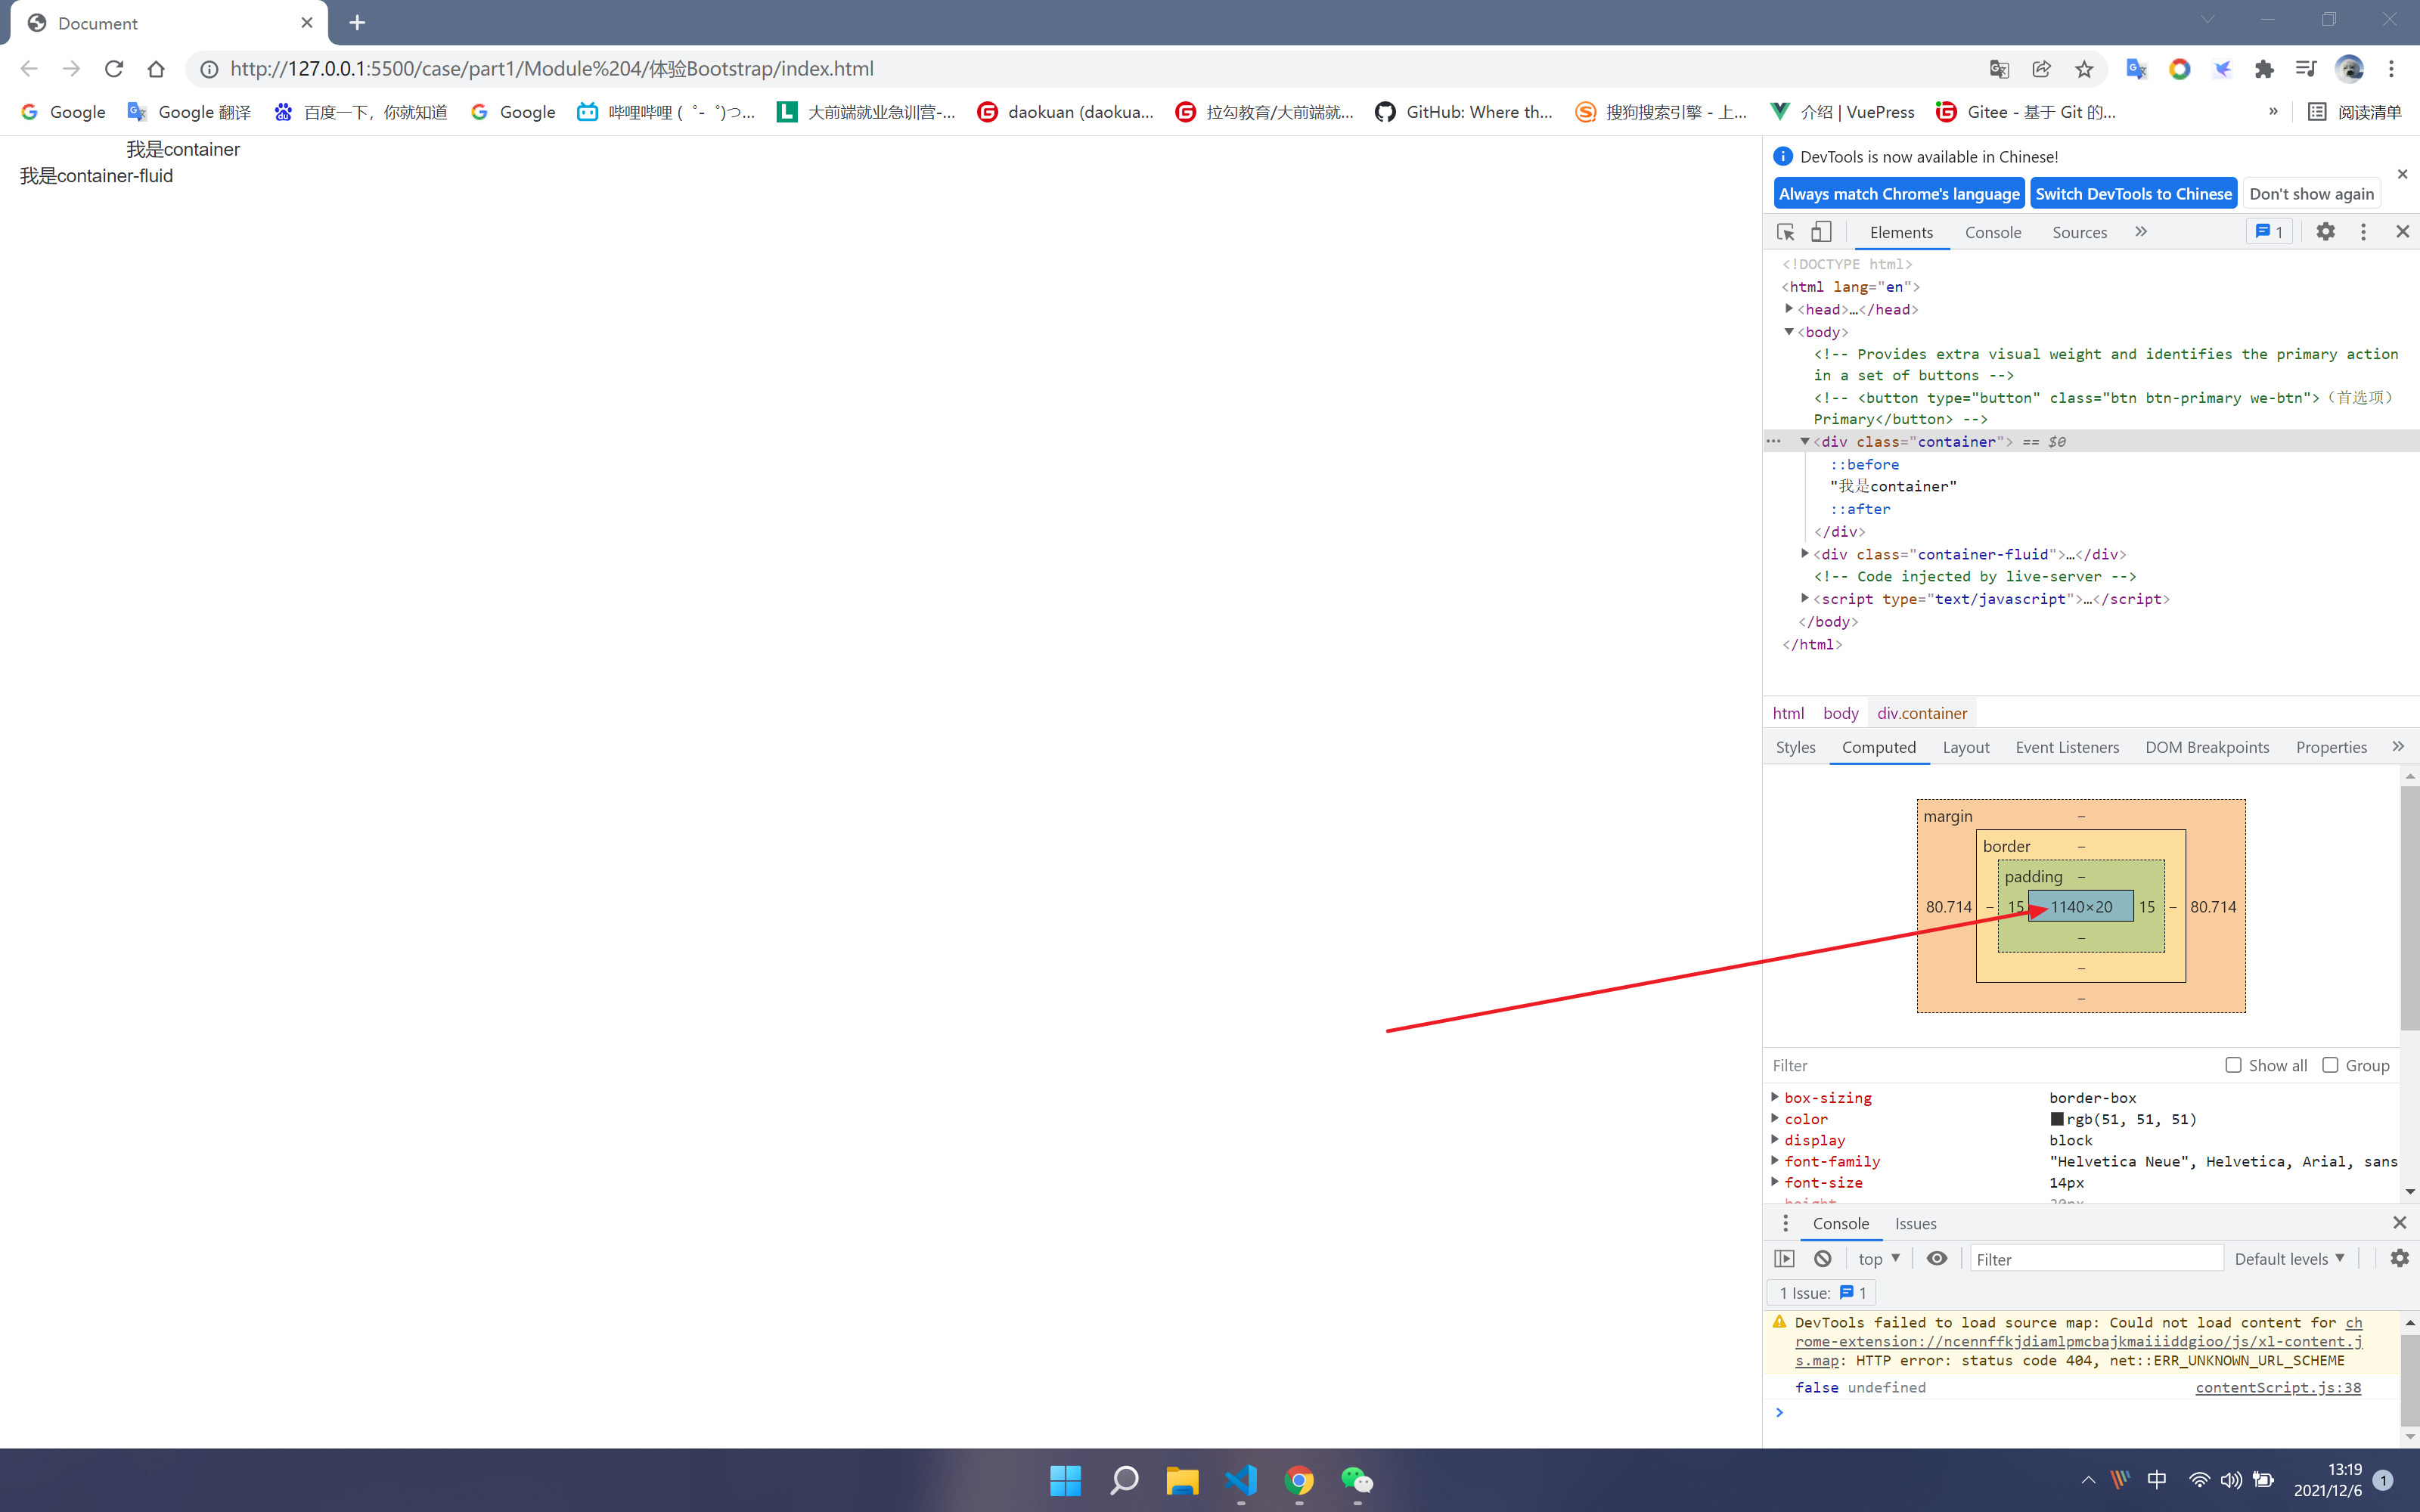 Document
http://127.0.0.1:5500/case/part1/Module%204/体验Bootstrap/index.html
Google Google 翻译 百度一下，你就知道 Google 哔哩哔哩 ( ゜- ゜)つ... 大前端就业急训营-... daokuan (daokua... 拉勾教育/大前端就... GitHub: Where th... 搜狗搜索引擎 - 上... 介绍 | VuePress Gitee - 基于 Git 的... » 阅读清单
我是container
我是container-fluid
DevTools is now available in Chinese!
Always match Chrome's language Switch DevTools to Chinese Don't show again
Elements Console Sources » 1
<!DOCTYPE html>
<html lang="en">
<head>…</head>
<body>
<!-- Provides extra visual weight and identifies the primary action
in a set of buttons -->
<!-- <button type="button" class="btn btn-primary we-btn">（首选项）
Primary</button> -->
<div class="container"> == $0
::before
"我是container"
::after
</div>
<div class="container-fluid">…</div>
<!-- Code injected by live-server -->
<script type="text/javascript">…</script>
</body>
</html>
html body div.container
Styles Computed Layout Event Listeners DOM Breakpoints Properties »
margin –
border –
padding –
80.714 – 15 1140×20 15 – 80.714
–
–
–
Filter Show all Group
box-sizing border-box
color rgb(51, 51, 51)
display block
font-family "Helvetica Neue", Helvetica, Arial, sans
font-size 14px
height 20px
Console Issues
top Filter Default levels
1 Issue: 1
DevTools failed to load source map: Could not load content for ch
rome-extension://ncennffkjdiamlpmcbajkmaiiiddgioo/js/xl-content.j
s.map: HTTP error: status code 404, net::ERR_UNKNOWN_URL_SCHEME
false undefined contentScript.js:38
>
中 13:19
2021/12/6 1